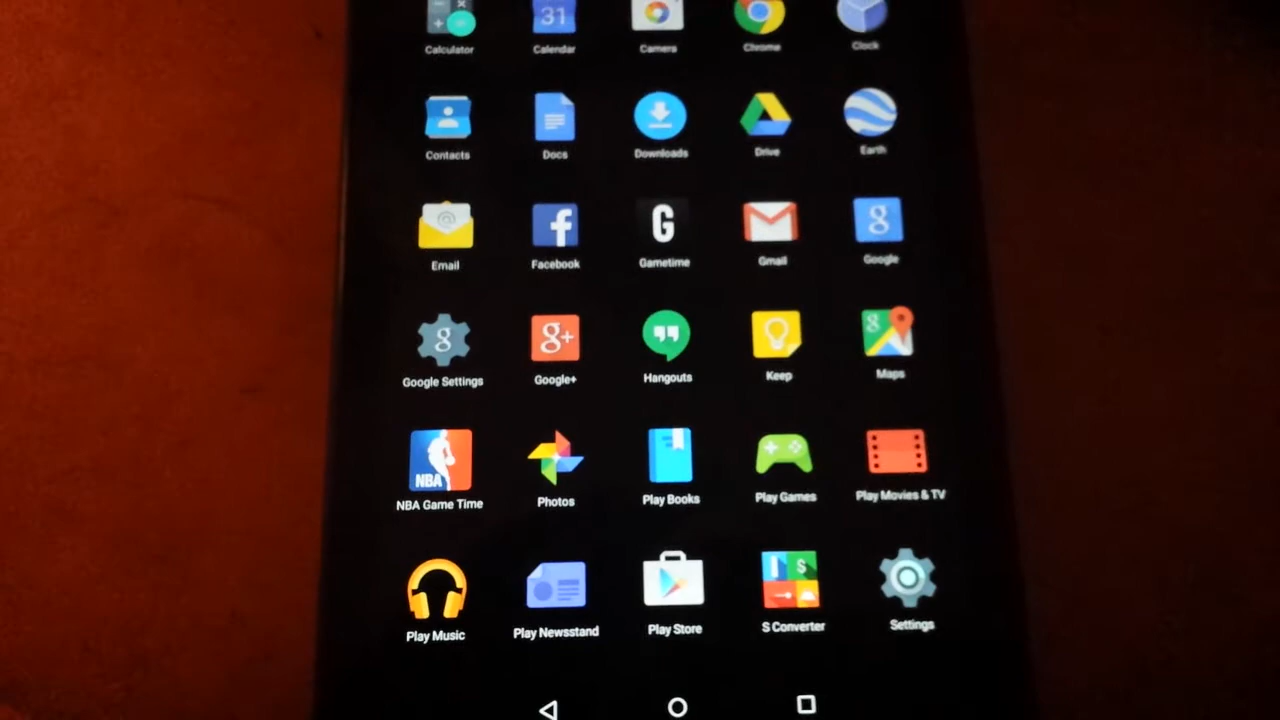 31
Calculator Calendar Camera Chrome Clock
Contacts Docs Downloads Drive Earth
@ f G M g
Email Facebook Gametime Gmail Google
g g+ g
Google Settings Google+ Hangouts Keep Maps
NBA
NBA Game Time Photos Play Books Play Games Play Movies & TV
$
Play Music Play Newsstand Play Store S Converter Settings